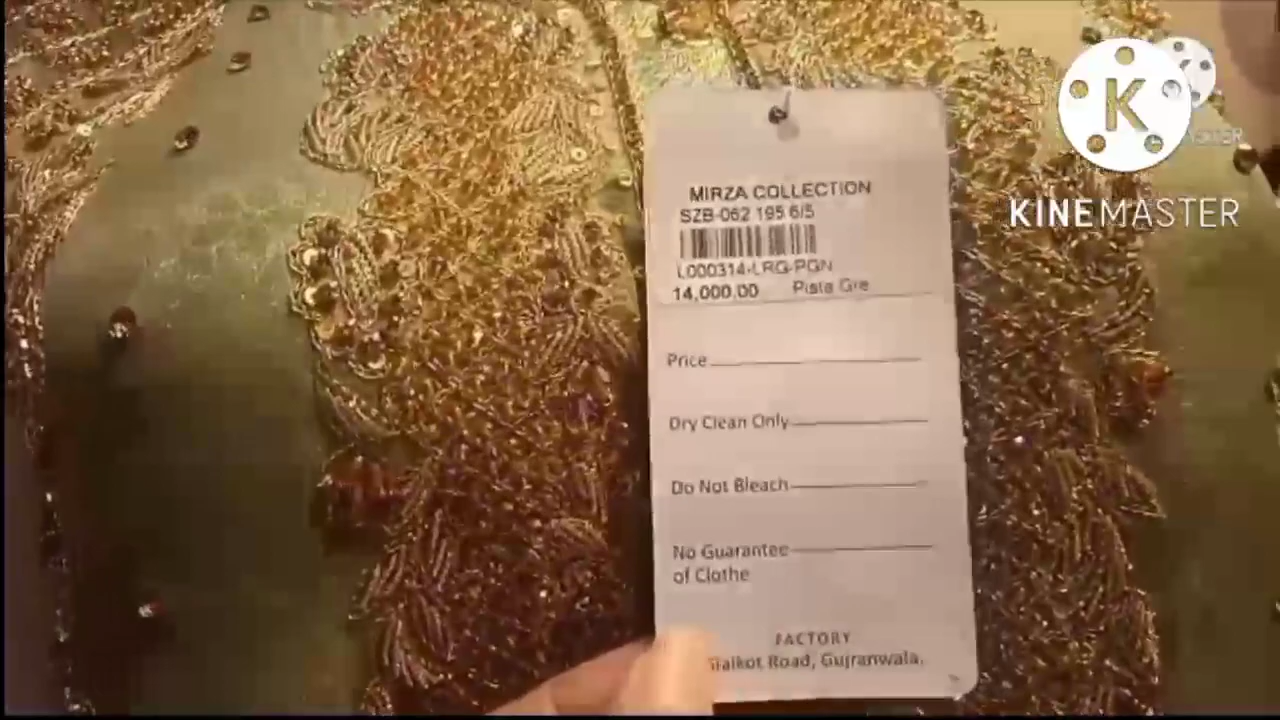 MIRZA COLLECTION
SZB-062 195 6/5
L000314-LRG-PGN
14,000.00 Pista Gre
Price
Dry Clean Only
Do Not Bleach
No Guarantee
of Clothe
FACTORY
Sialkot Road, Gujranwala.
K
KINEMASTER